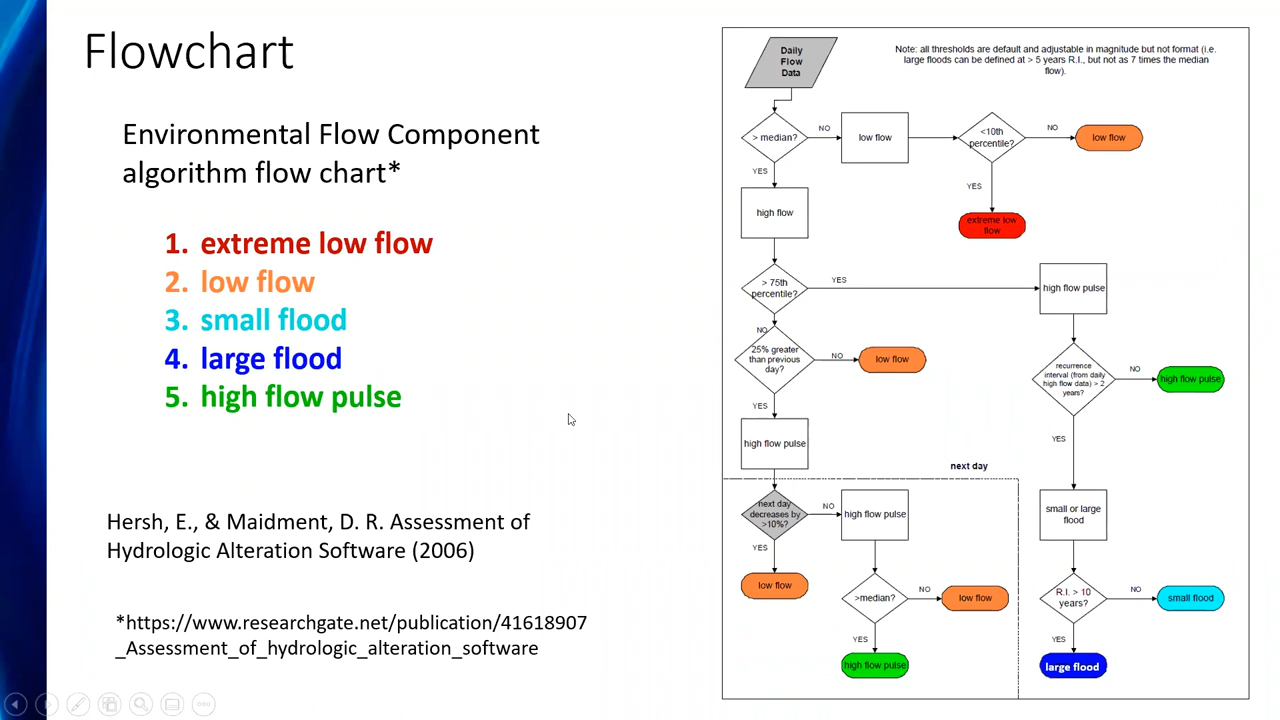 Flowchart
Environmental Flow Component
algorithm flow chart*
1. extreme low flow
2. low flow
3. small flood
4. large flood
5. high flow pulse
Hersh, E., & Maidment, D. R. Assessment of
Hydrologic Alteration Software (2006)
*https://www.researchgate.net/publication/41618907
_Assessment_of_hydrologic_alteration_software
Daily
Flow
Data
Note: all thresholds are default and adjustable in magnitude but not format (i.e.
large floods can be defined at > 5 years R.I., but not as 7 times the median
flow).
> median?
NO
low flow
<10th
percentile?
NO
low flow
YES
YES
high flow
extreme low
flow
> 75th
percentile?
YES
high flow pulse
NO
25% greater
than previous
day?
NO
low flow
recurrence
interval (from daily
high flow data) > 2
years?
NO
high flow pulse
YES
YES
high flow pulse
next day
next day
decreases by
>10%?
NO
high flow pulse
small or large
flood
YES
low flow
>median?
NO
low flow
R.I. > 10
years?
NO
small flood
YES
YES
high flow pulse
large flood